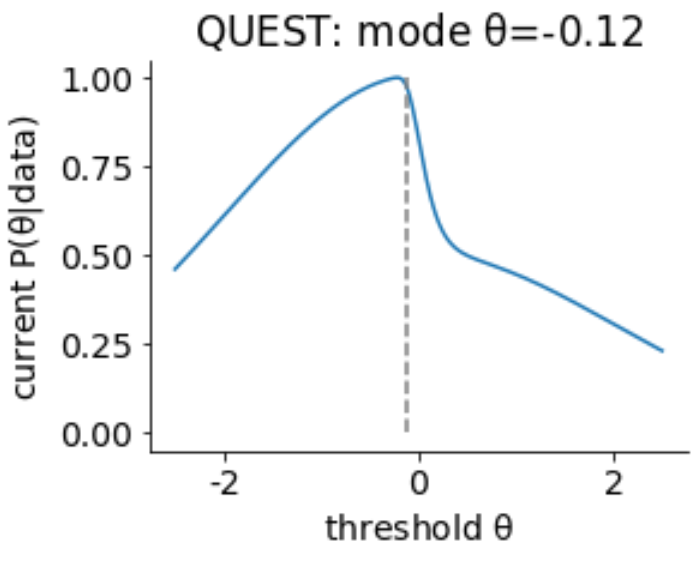 QUEST: mode θ=-0.12
current P(θ|data)
1.00
0.75
0.50
0.25
0.00
-2 0 2
threshold θ